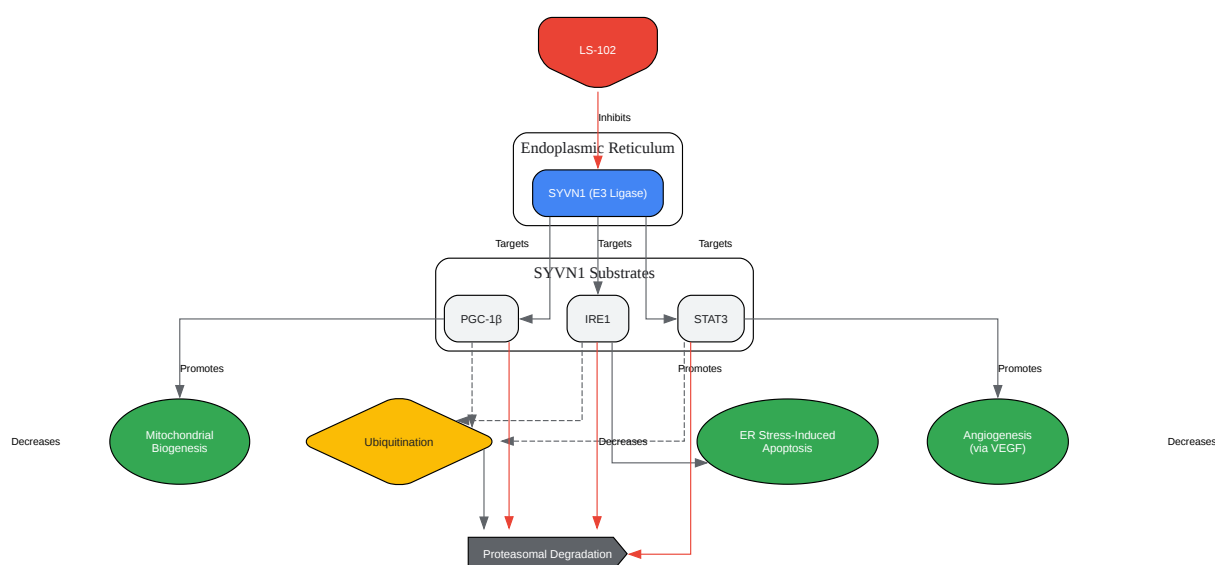 LS-102
Inhibits
Endoplasmic Reticulum
SYVN1 (E3 Ligase)
Targets
Targets
Targets
SYVN1 Substrates
PGC-1β
IRE1
STAT3
Promotes
Promotes
Promotes
Decreases
Mitochondrial
Biogenesis
Ubiquitination
Decreases
ER Stress-Induced
Apoptosis
Angiogenesis
(via VEGF)
Decreases
Proteasomal Degradation